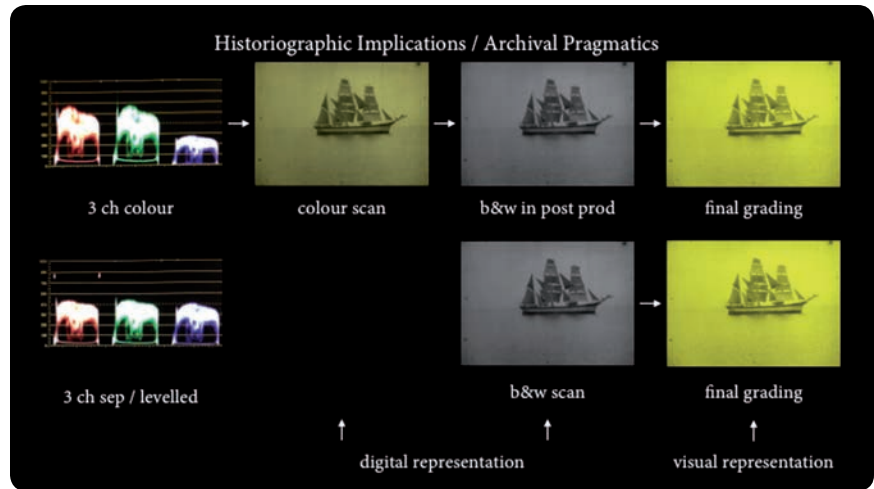 Historiographic Implications / Archival Pragmatics
3 ch colour
colour scan
b&w in post prod
final grading
3 ch sep / levelled
b&w scan
final grading
digital representation
visual representation